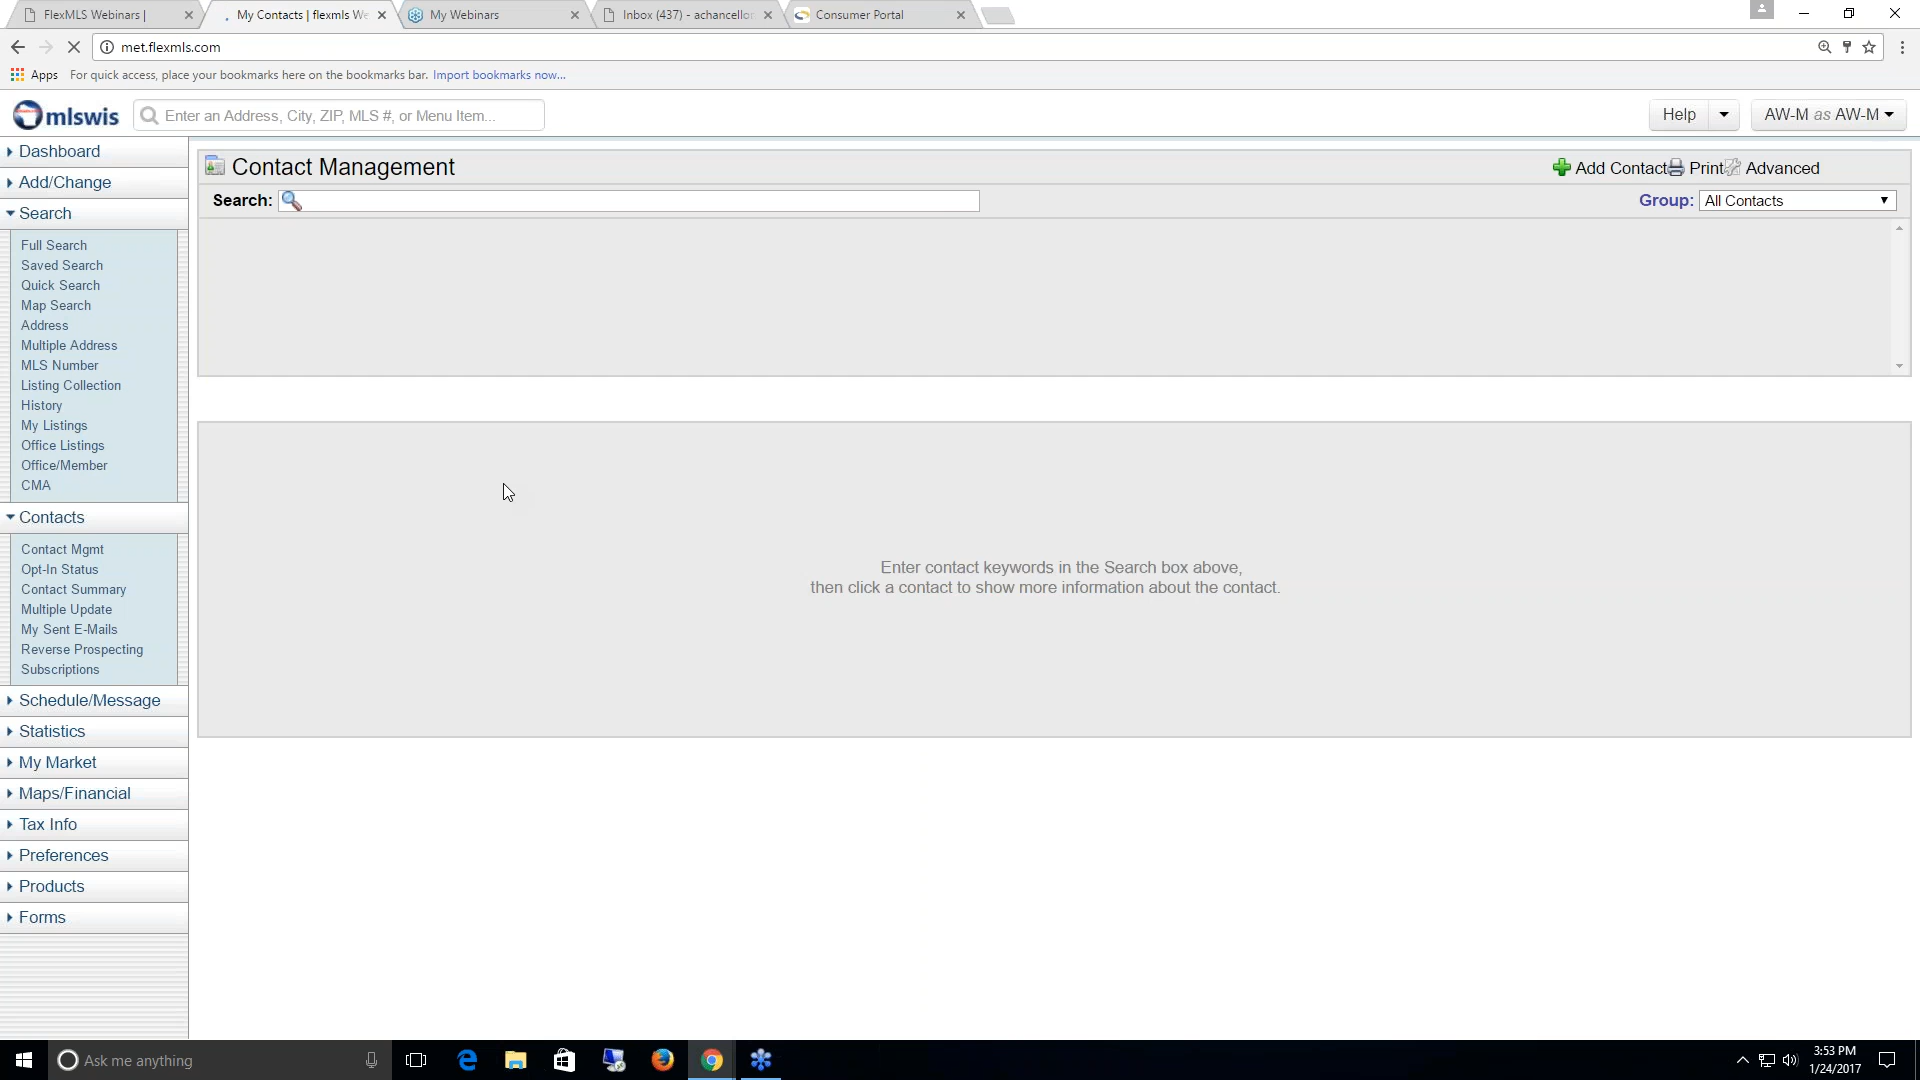 FlexMLS Webinars |
My Contacts | flexmls We
My Webinars
Inbox (437) - achancellor
Consumer Portal
met.flexmls.com
Apps For quick access, place your bookmarks here on the bookmarks bar. Import bookmarks now...
mlswis
Enter an Address, City, ZIP, MLS #, or Menu Item...
Help
AW-M as AW-M
Dashboard
Add/Change
Search
Full Search
Saved Search
Quick Search
Map Search
Address
Multiple Address
MLS Number
Listing Collection
History
My Listings
Office Listings
Office/Member
CMA
Contacts
Contact Mgmt
Opt-In Status
Contact Summary
Multiple Update
My Sent E-Mails
Reverse Prospecting
Subscriptions
Schedule/Message
Statistics
My Market
Maps/Financial
Tax Info
Preferences
Products
Forms
Contact Management
Add Contact Print Advanced
Search:
Group: All Contacts
Enter contact keywords in the Search box above,
then click a contact to show more information about the contact.
Ask me anything
3:53 PM
1/24/2017